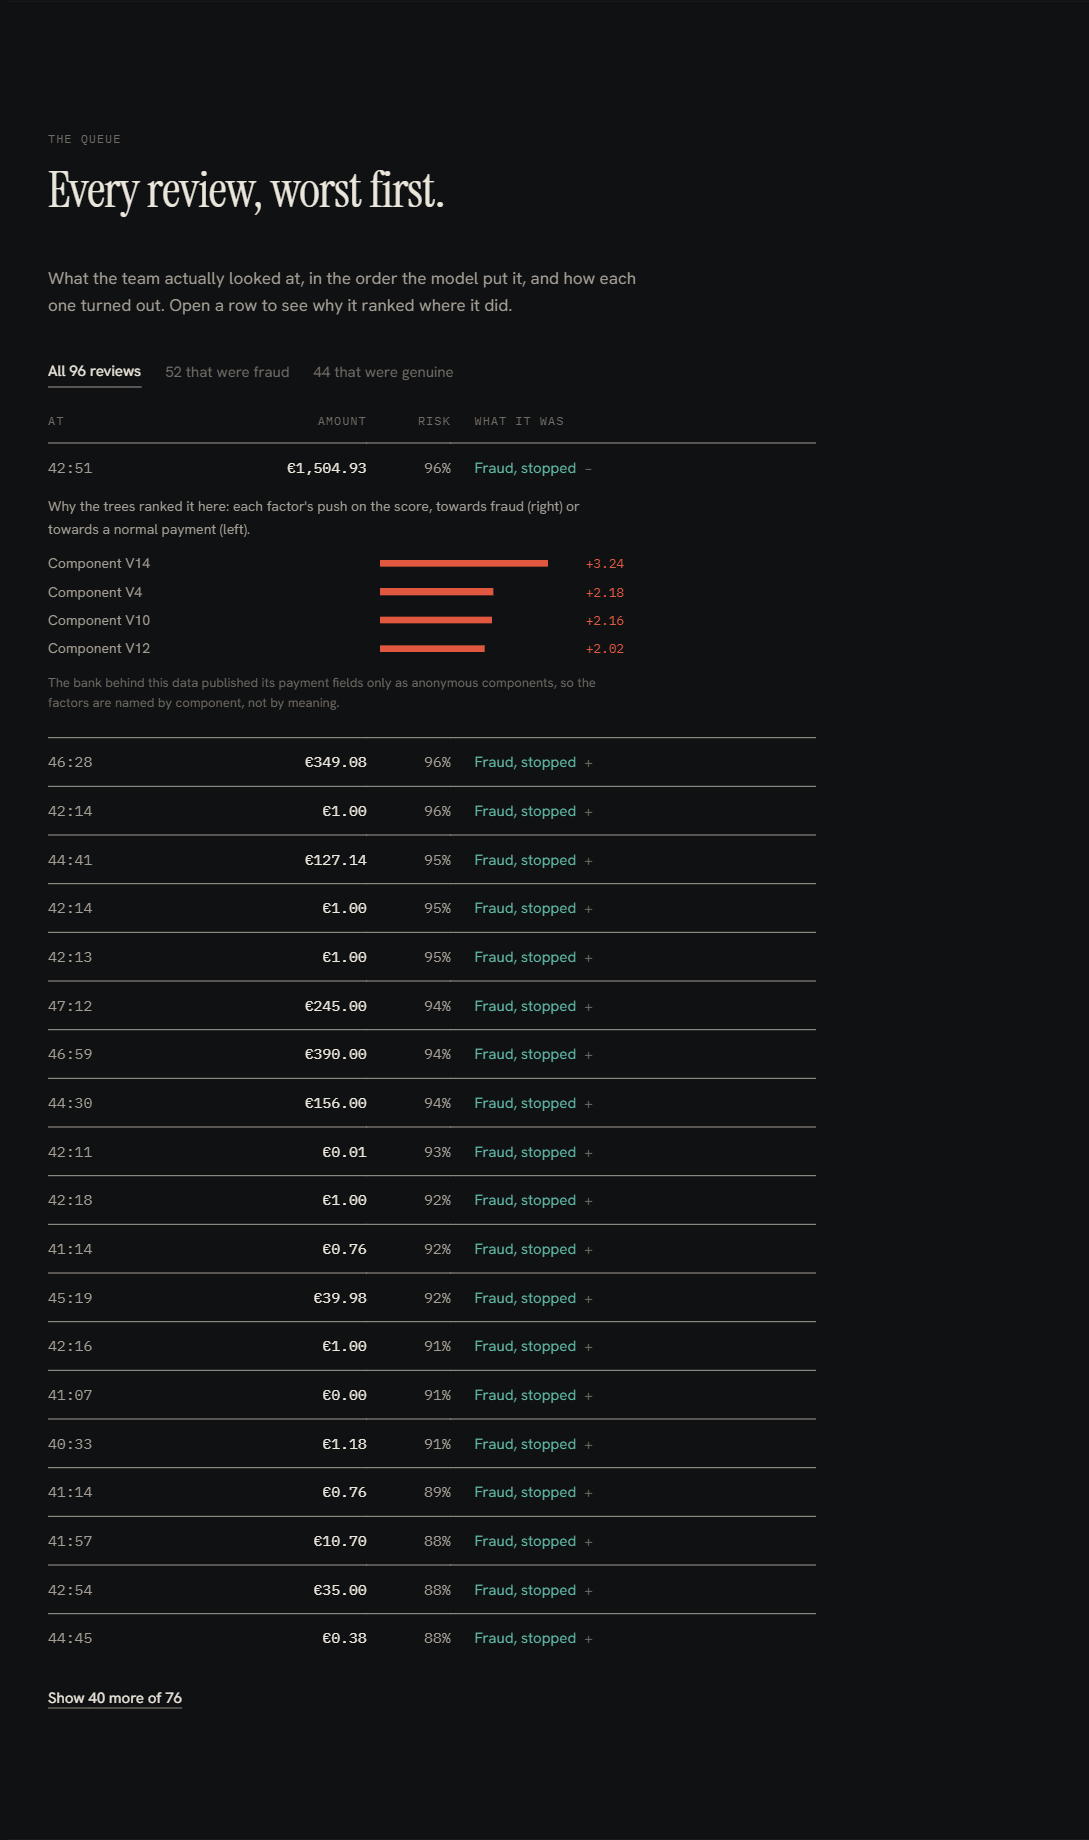 THE QUEUE
Every review, worst first.
What the team actually looked at, in the order the model put it, and how each
one turned out. Open a row to see why it ranked where it did.
All 96 reviews 52 that were fraud 44 that were genuine
AT AMOUNT RISK WHAT IT WAS
42:51 €1,504.93 96% Fraud, stopped –
Why the trees ranked it here: each factor's push on the score, towards fraud (right) or
towards a normal payment (left).
Component V14 +3.24
Component V4 +2.18
Component V10 +2.16
Component V12 +2.02
The bank behind this data published its payment fields only as anonymous components, so the
factors are named by component, not by meaning.
46:28 €349.08 96% Fraud, stopped +
42:14 €1.00 96% Fraud, stopped +
44:41 €127.14 95% Fraud, stopped +
42:14 €1.00 95% Fraud, stopped +
42:13 €1.00 95% Fraud, stopped +
47:12 €245.00 94% Fraud, stopped +
46:59 €390.00 94% Fraud, stopped +
44:30 €156.00 94% Fraud, stopped +
42:11 €0.01 93% Fraud, stopped +
42:18 €1.00 92% Fraud, stopped +
41:14 €0.76 92% Fraud, stopped +
45:19 €39.98 92% Fraud, stopped +
42:16 €1.00 91% Fraud, stopped +
41:07 €0.00 91% Fraud, stopped +
40:33 €1.18 91% Fraud, stopped +
41:14 €0.76 89% Fraud, stopped +
41:57 €10.70 88% Fraud, stopped +
42:54 €35.00 88% Fraud, stopped +
44:45 €0.38 88% Fraud, stopped +
Show 40 more of 76